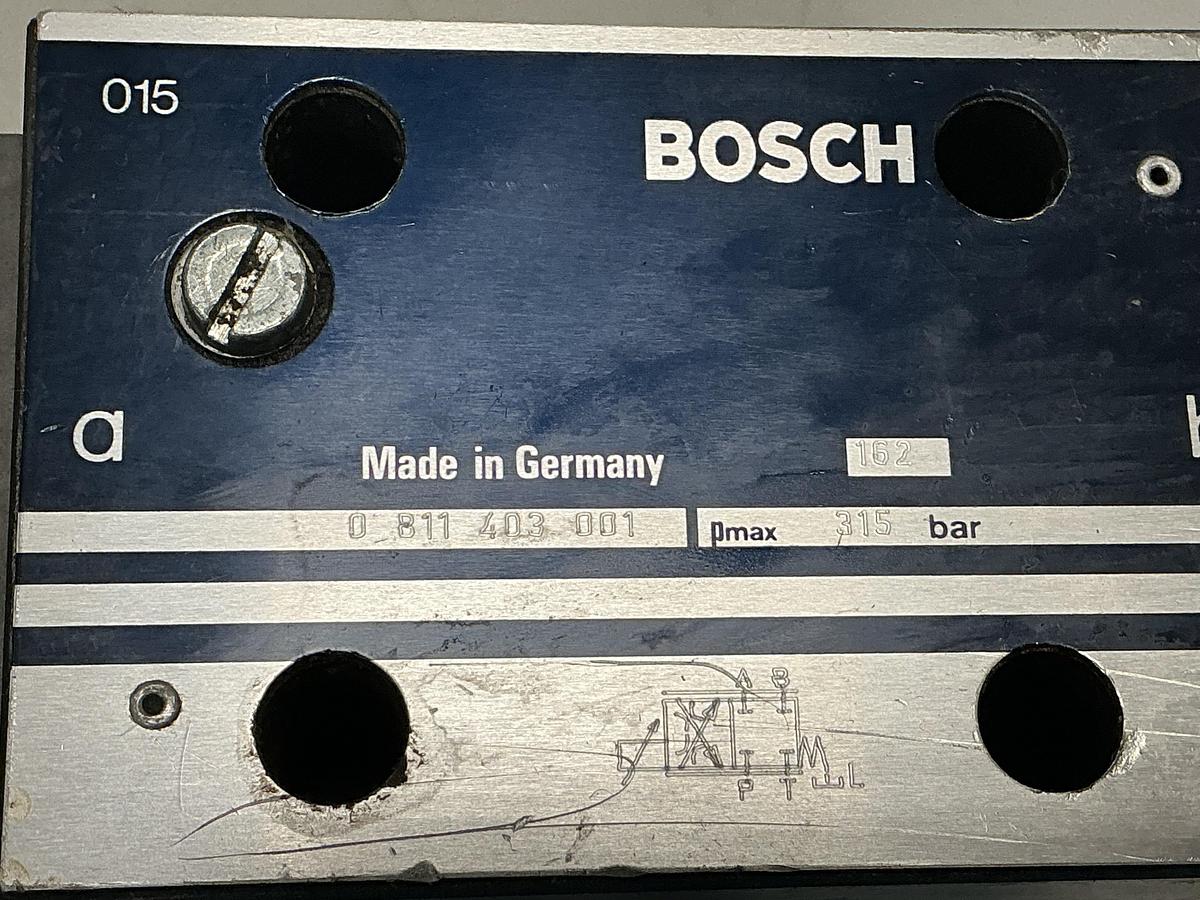 015
BOSCH
a
b
Made in Germany
162
0 811 403 001
pmax 315 bar
A B
P T L